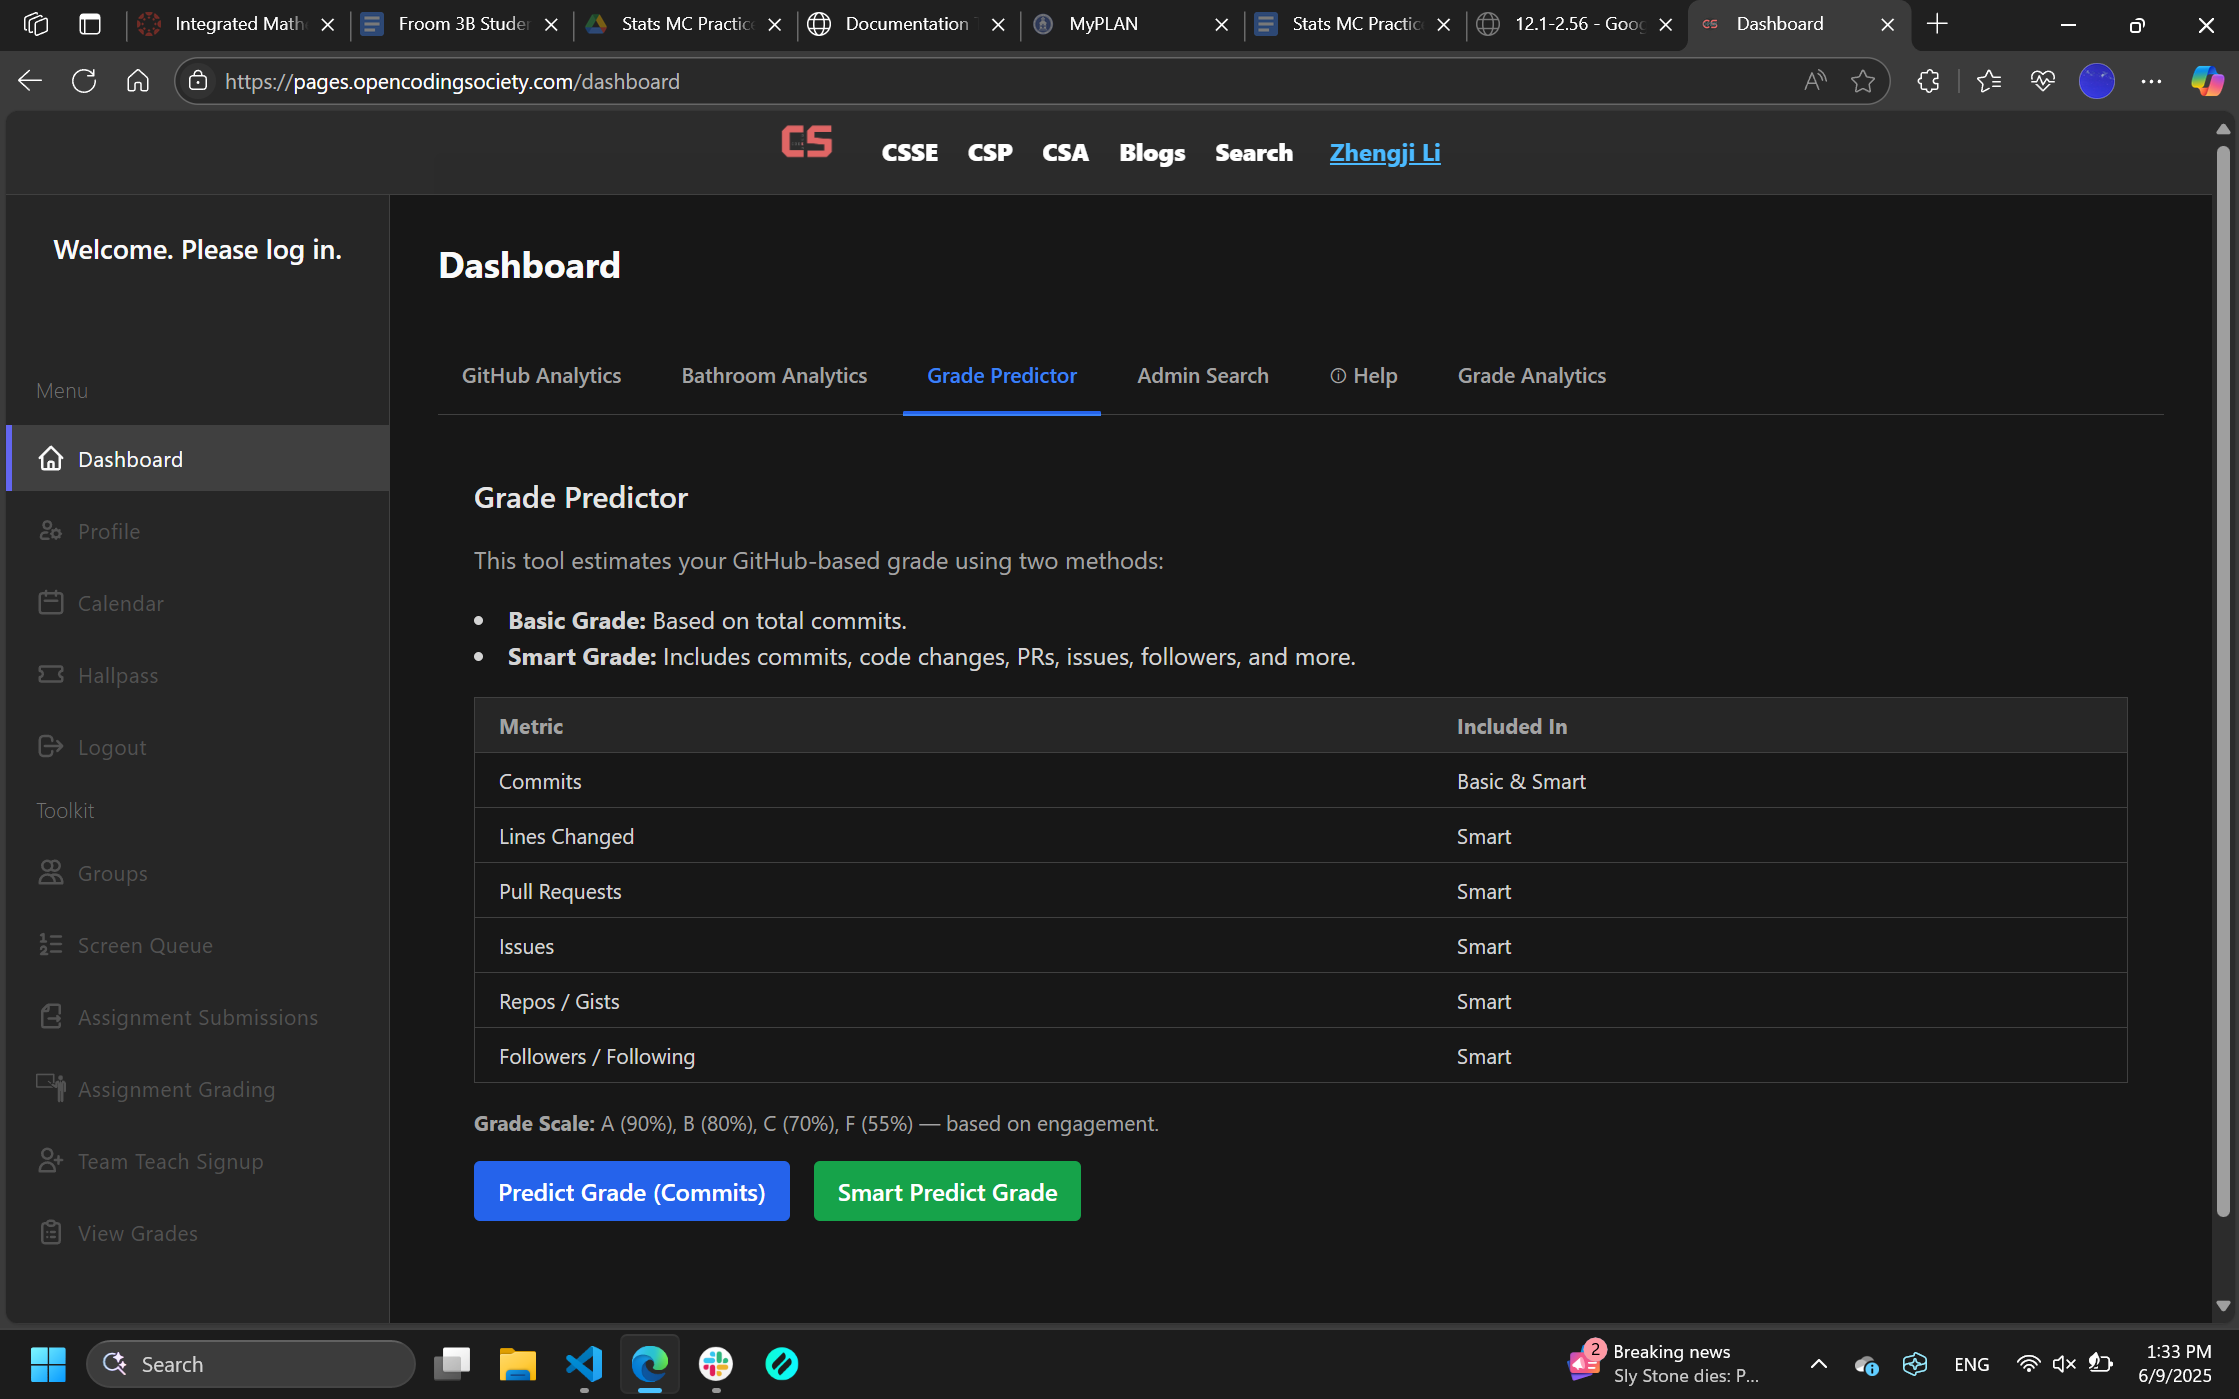 Integrated Math
Froom 3B Studer
Stats MC Practice
Documentation
MyPLAN
Stats MC Practic
12.1-2.56 - Goog
CS
Dashboard
https://pages.opencodingsociety.com/dashboard
CS
CSSE
CSP
CSA
Blogs
Search
Zhengji Li
Welcome. Please log in.
Menu
Dashboard
Profile
Calendar
Hallpass
Logout
Toolkit
Groups
Screen Queue
Assignment Submissions
Assignment Grading
Team Teach Signup
View Grades
Dashboard
GitHub Analytics
Bathroom Analytics
Grade Predictor
Admin Search
Help
Grade Analytics
Grade Predictor
This tool estimates your GitHub-based grade using two methods:
• Basic Grade: Based on total commits.
• Smart Grade: Includes commits, code changes, PRs, issues, followers, and more.
Metric Included In
Commits Basic & Smart
Lines Changed Smart
Pull Requests Smart
Issues Smart
Repos / Gists Smart
Followers / Following Smart
Grade Scale: A (90%), B (80%), C (70%), F (55%) — based on engagement.
Predict Grade (Commits)
Smart Predict Grade
Search
2
Breaking news
Sly Stone dies: P...
ENG
1:33 PM
6/9/2025